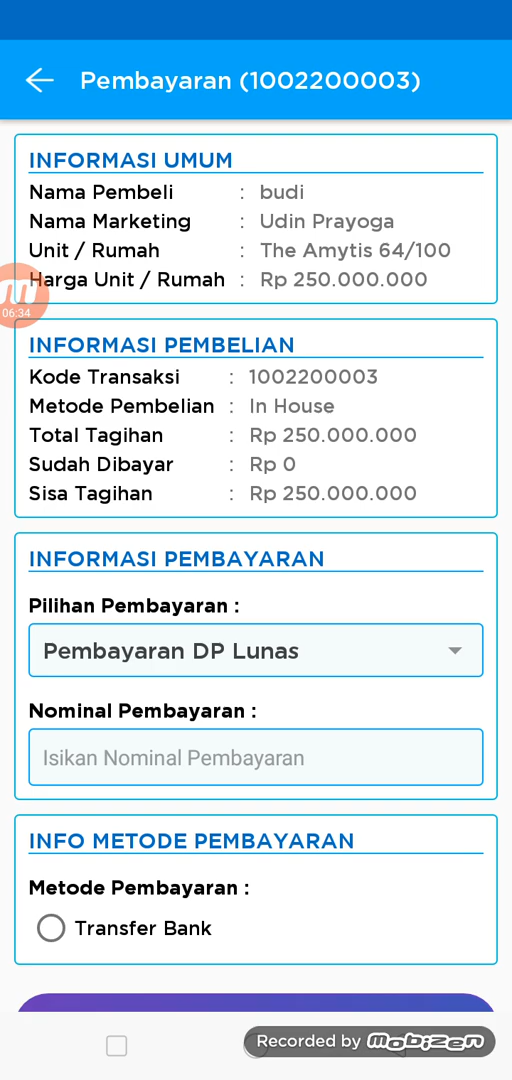 Pembayaran (1002200003)
INFORMASI UMUM
Nama Pembeli : budi
Nama Marketing : Udin Prayoga
Unit / Rumah : The Amytis 64/100
Harga Unit / Rumah : Rp 250.000.000
06:34
INFORMASI PEMBELIAN
Kode Transaksi : 1002200003
Metode Pembelian : In House
Total Tagihan : Rp 250.000.000
Sudah Dibayar : Rp 0
Sisa Tagihan : Rp 250.000.000
INFORMASI PEMBAYARAN
Pilihan Pembayaran :
Pembayaran DP Lunas
Nominal Pembayaran :
Isikan Nominal Pembayaran
INFO METODE PEMBAYARAN
Metode Pembayaran :
Transfer Bank
Recorded by mobizen